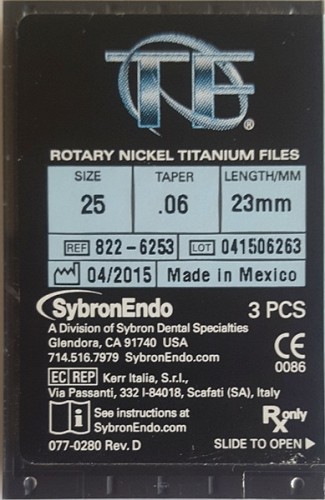 TF®
ROTARY NICKEL TITANIUM FILES
SIZE TAPER LENGTH/MM
25 .06 23mm
REF 822-6253 LOT 041506263
04/2015 Made in Mexico
SybronEndo 3 PCS
A Division of Sybron Dental Specialties
Glendora, CA 91740 USA
714.516.7979 SybronEndo.com
CE
0086
EC REP Kerr Italia, S.r.l.,
Via Passanti, 332 I-84018, Scafati (SA), Italy
i See instructions at
SybronEndo.com
Rx only
077-0280 Rev. D SLIDE TO OPEN